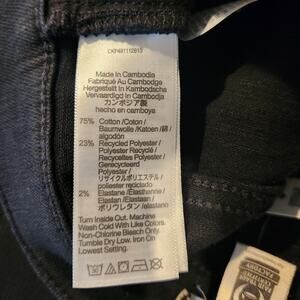 Made In Cambodia
Fabriqué Au Cambodge
Hergestellt In Kambodscha
Vervaardigd In Cambodja
カンボジア製
hecho en camboya
75% Cotton /Coton /
Baumwolle /Katoen /綿 /
algodón
23% Recycled Polyester /
Polyester Recyclé /
Recyceltes Polyester /
Gerecycleerd
Polyester /
リサイクルポリエステル
/ poliester reciclado
2% Elastane /Élasthanne /
Elastan /Elastaan /
ポリウレタン / elastano
Turn Inside Out. Machine
Wash Cold With Like Colors.
Non-Chlorine Bleach Only.
Tumble Dry Low. Iron On
Lowest Setting.
FAIR TRADE
FACTORY